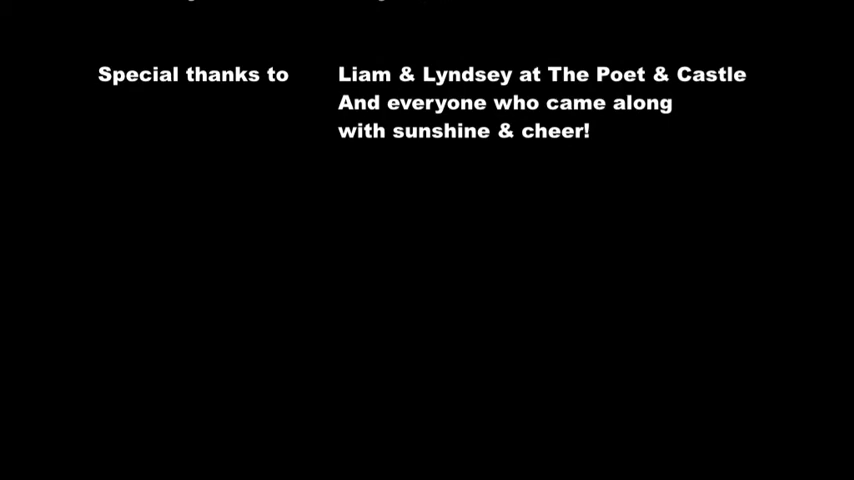 Special thanks to Liam & Lyndsey at The Poet & Castle
And everyone who came along
with sunshine & cheer!